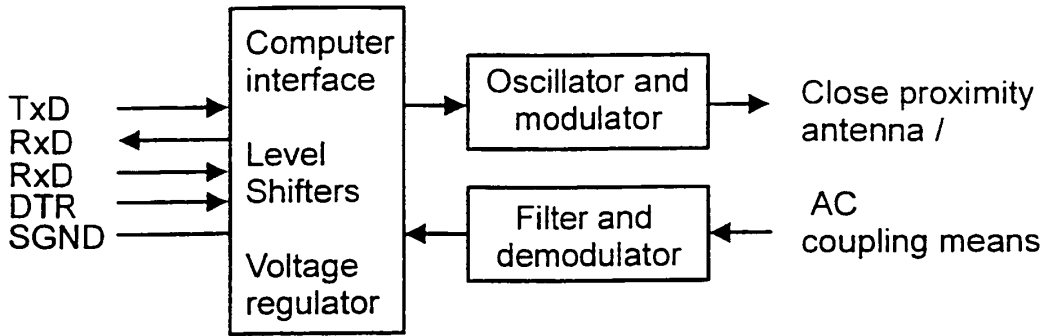 TxD
RxD
RxD
DTR
SGND
Computer
interface
Level
Shifters
Voltage
regulator
Oscillator and
modulator
Filter and
demodulator
Close proximity
antenna /
AC
coupling means